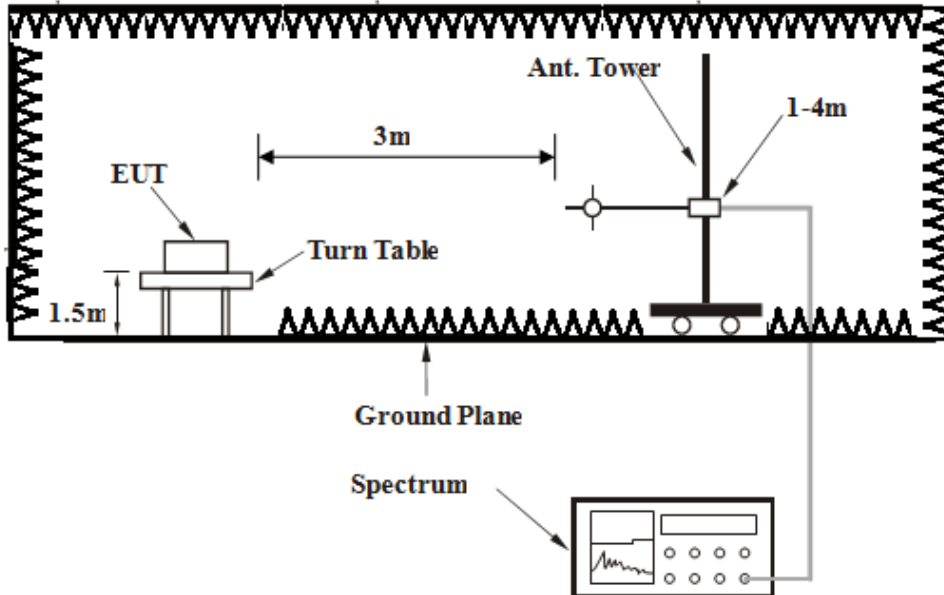 Ant. Tower
1-4m
3m
EUT
Turn Table
1.5m
Ground Plane
Spectrum